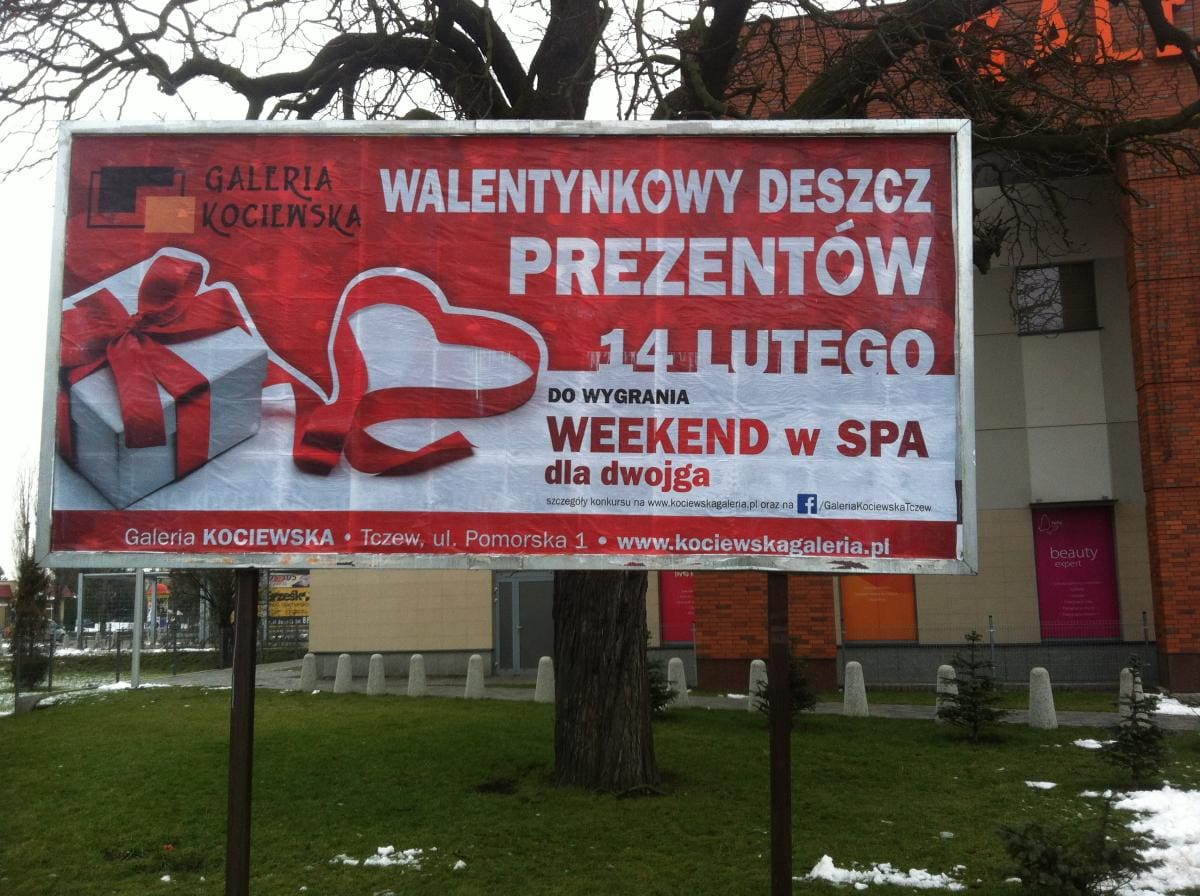 GALERIA
KOCIEWSKA
WALENTYNKOWY DESZCZ
PREZENTÓW
14 LUTEGO
DO WYGRANIA
WEEKEND w SPA
dla dwojga
szczegóły konkursu na www.kociewskagaleria.pl oraz na f/GaleriaKociewskaTczew
Galeria KOCIEWSKA • Tczew, ul. Pomorska 1 • www.kociewskagaleria.pl
beauty
expert